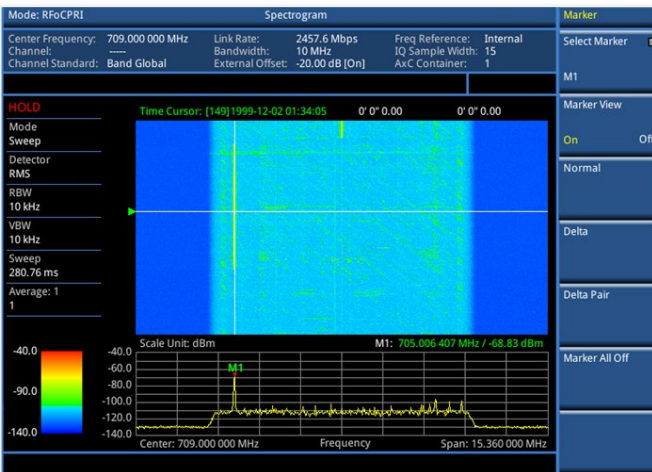 Mode: RFoCPRI
Spectrogram
Marker
Center Frequency: 709.000 000 MHz
Link Rate: 2457.6 Mbps
Freq Reference: Internal
Channel: -----
Bandwidth: 10 MHz
IQ Sample Width: 15
Channel Standard: Band Global
External Offset: -20.00 dB [On]
AxC Container: 1
Select Marker
M1
HOLD
Time Cursor: [149]1999-12-02 01:34:05
0' 0" 0.00
0' 0" 0.00
Marker View
On Off
Mode
Sweep
Detector
RMS
RBW
10 kHz
VBW
10 kHz
Sweep
280.76 ms
Average: 1
1
Normal
Delta
Delta Pair
Marker All Off
Scale Unit: dBm
M1: 705.006 407 MHz / -68.83 dBm
-40.0
-90.0
-140.0
-40.0
-60.0
-80.0
-100.0
-120.0
-140.0
M1
Center: 709.000 000 MHz
Frequency
Span: 15.360 000 MHz